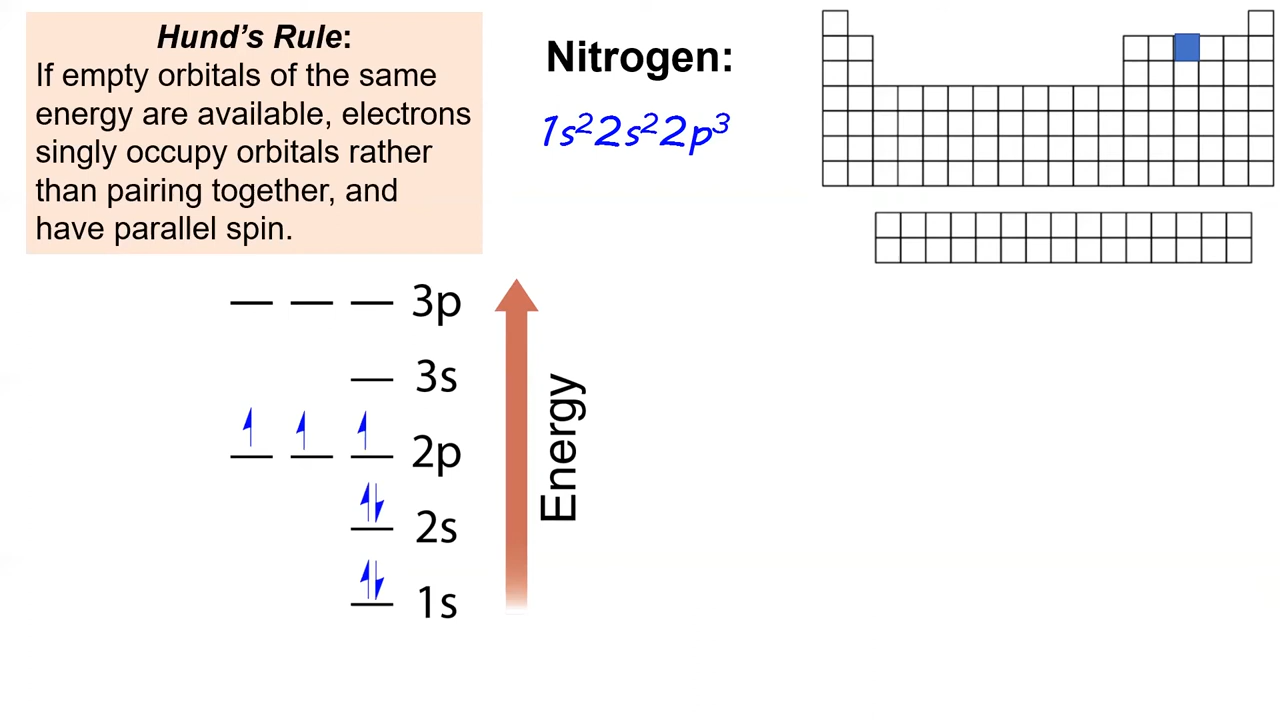 Hund’s Rule:
If empty orbitals of the same
energy are available, electrons
singly occupy orbitals rather
than pairing together, and
have parallel spin.
Nitrogen:
1s²2s²2p³
3p
3s
2p
2s
1s
Energy